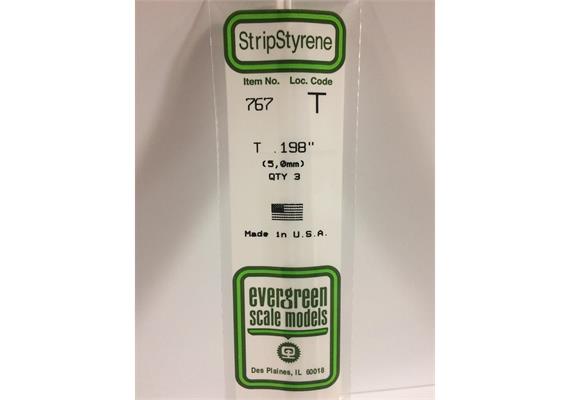 StripStyrene
Item No. Loc. Code
767 T
T .198"
(5,0mm)
QTY 3
Made in U.S.A.
evergreen
scale models
Des Plaines, IL 60018